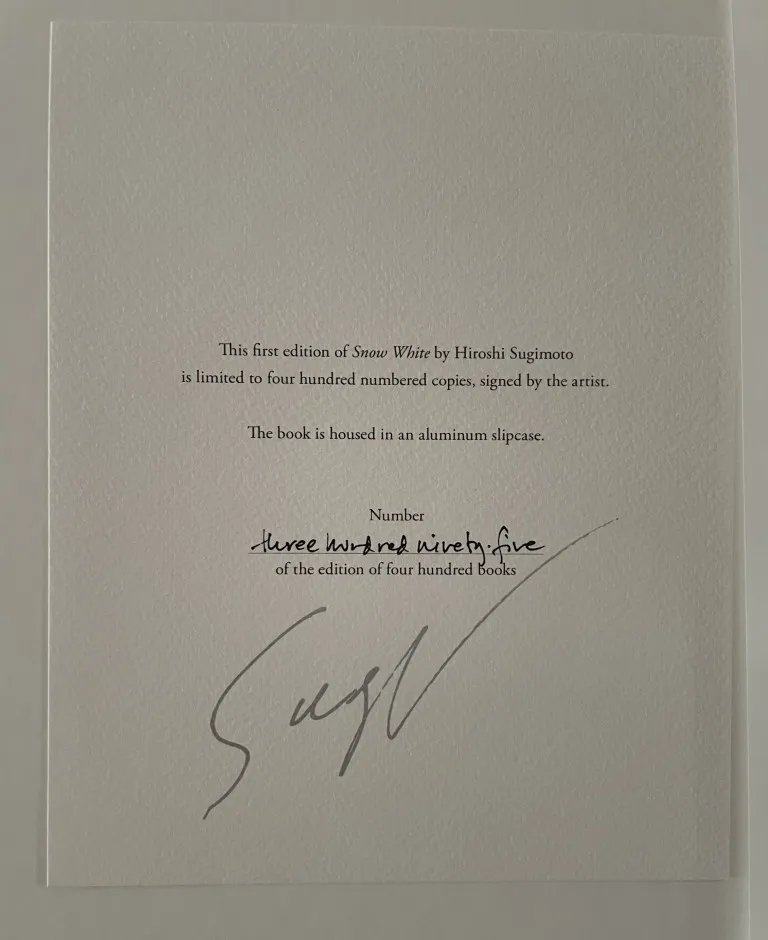 This first edition of Snow White by Hiroshi Sugimoto
is limited to four hundred numbered copies, signed by the artist.
The book is housed in an aluminum slipcase.
Number
three hundred ninety-five
of the edition of four hundred books